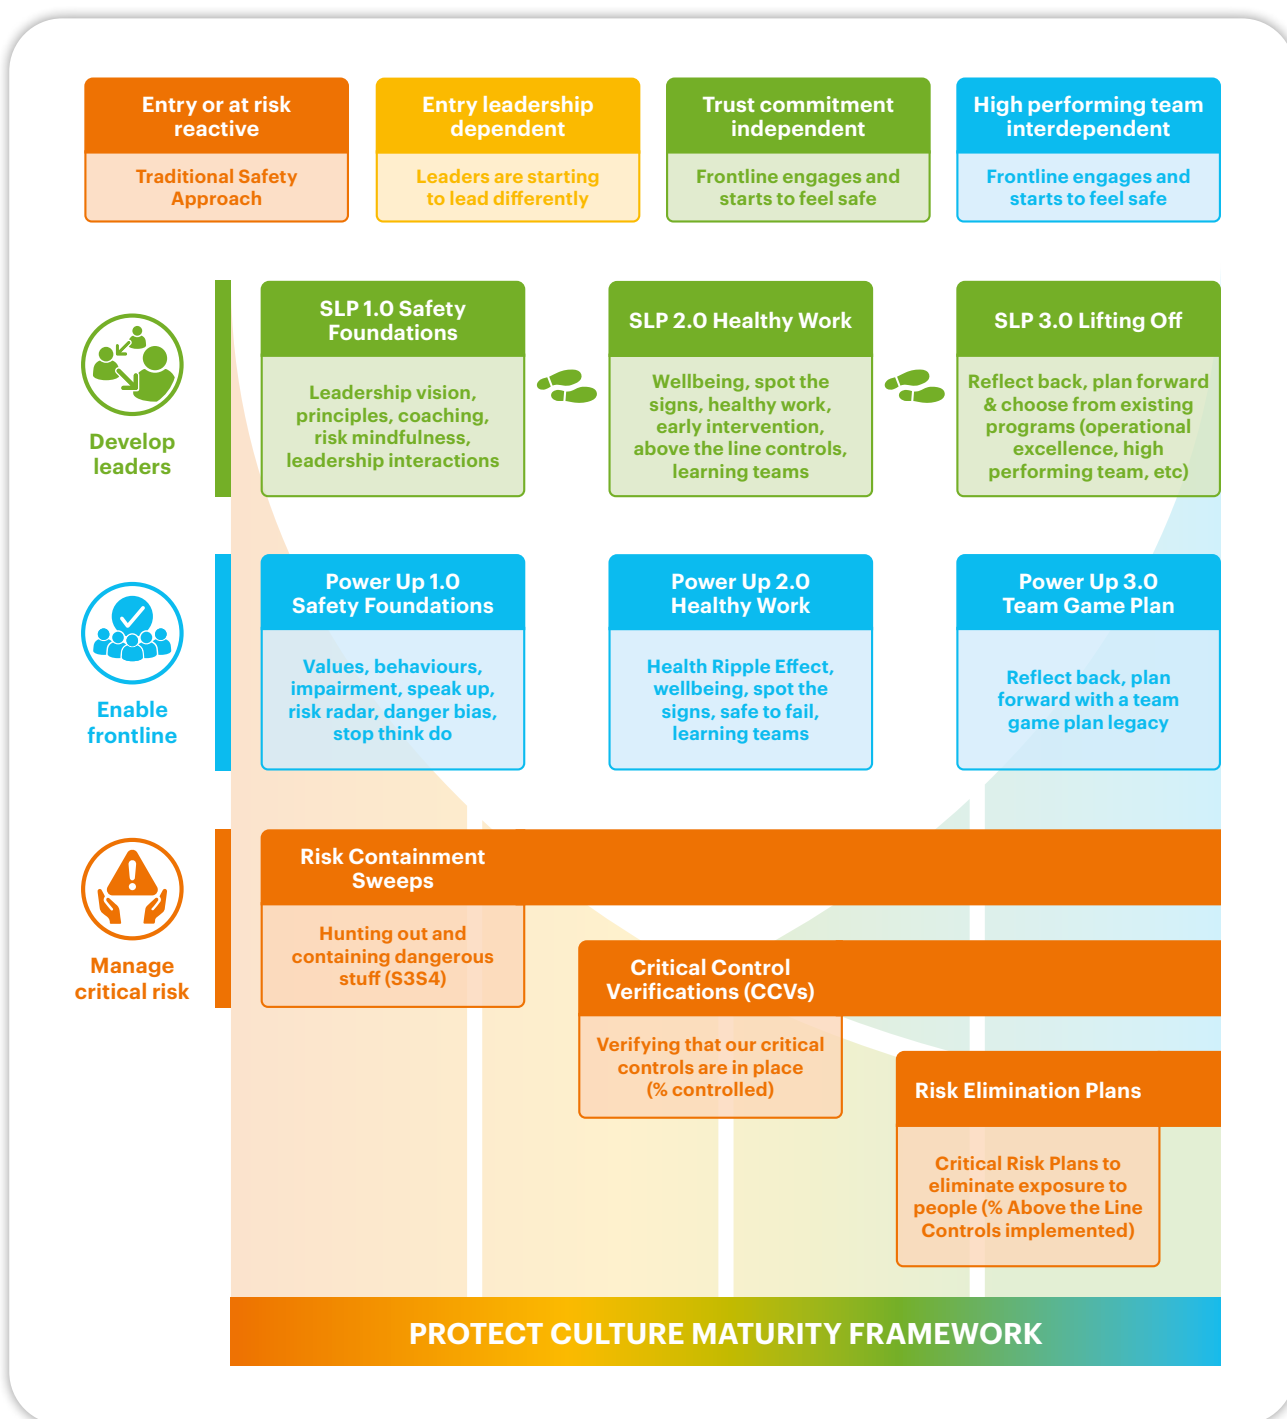 Entry or at risk
reactive
Traditional Safety
Approach
Entry leadership
dependent
Leaders are starting
to lead differently
Trust commitment
independent
Frontline engages and
starts to feel safe
High performing team
interdependent
Frontline engages and
starts to feel safe
Develop
leaders
SLP 1.0 Safety
Foundations
Leadership vision,
principles, coaching,
risk mindfulness,
leadership interactions
SLP 2.0 Healthy Work
Wellbeing, spot the
signs, healthy work,
early intervention,
above the line controls,
learning teams
SLP 3.0 Lifting Off
Reflect back, plan forward
& choose from existing
programs (operational
excellence, high
performing team, etc)
Enable
frontline
Power Up 1.0
Safety Foundations
Values, behaviours,
impairment, speak up,
risk radar, danger bias,
stop think do
Power Up 2.0
Healthy Work
Health Ripple Effect,
wellbeing, spot the
signs, safe to fail,
learning teams
Power Up 3.0
Team Game Plan
Reflect back, plan
forward with a team
game plan legacy
Manage
critical risk
Risk Containment
Sweeps
Hunting out and
containing dangerous
stuff (S3S4)
Critical Control
Verifications (CCVs)
Verifying that our critical
controls are in place
(% controlled)
Risk Elimination Plans
Critical Risk Plans to
eliminate exposure to
people (% Above the Line
Controls implemented)
PROTECT CULTURE MATURITY FRAMEWORK